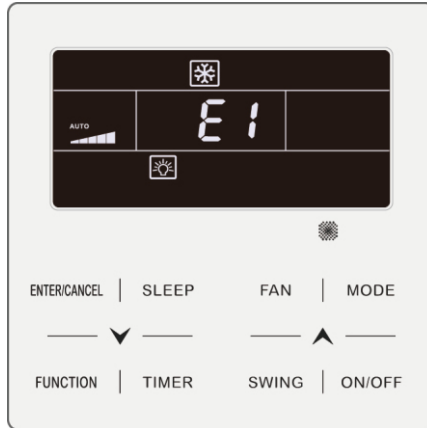 AUTO
E1
ENTER/CANCEL SLEEP FAN MODE
FUNCTION TIMER SWING ON/OFF